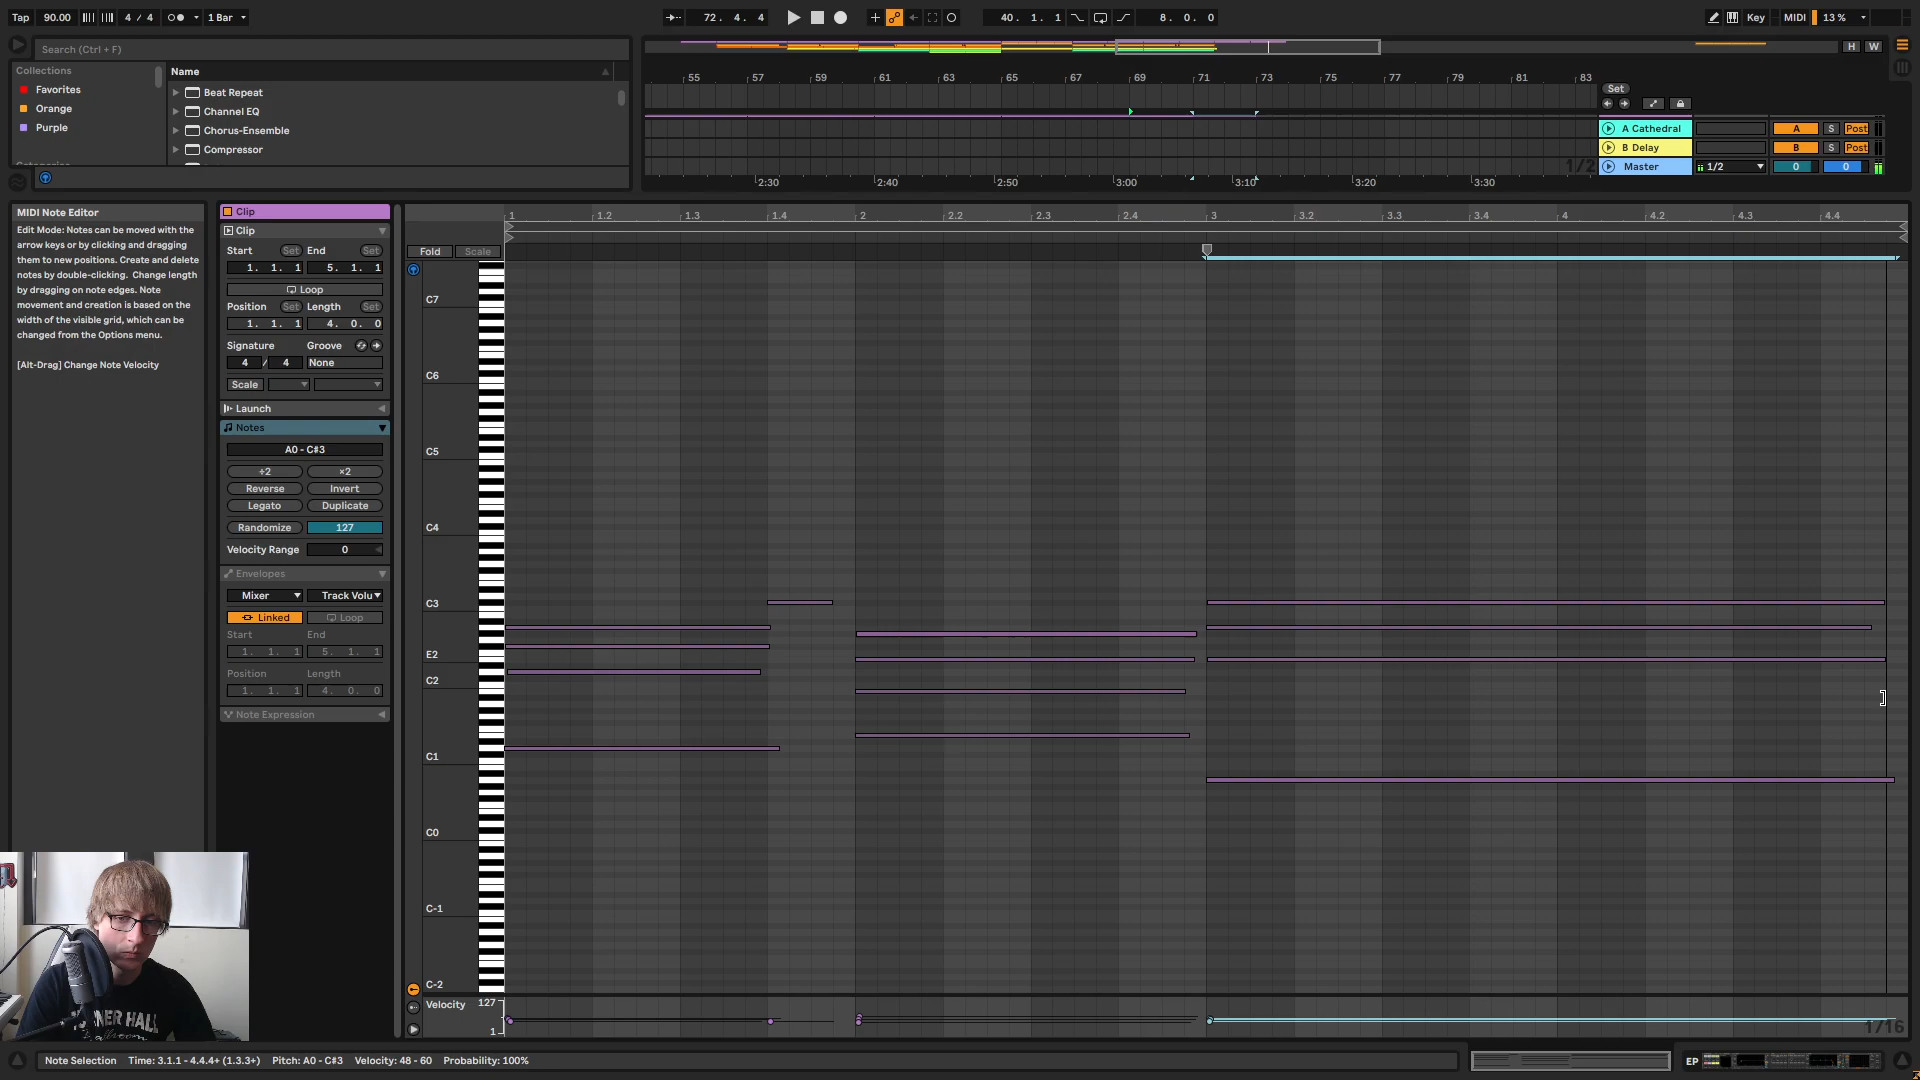 Tap 90.00 4 / 4 1 Bar 72. 4. 4 40. 1. 1 8. 0. 0 Key MIDI 13 %
Search (Ctrl + F)
H W
Collections
Name
Favorites
Orange
Purple
Beat Repeat
Channel EQ
Chorus-Ensemble
Compressor
55 57 59 61 63 65 67 69 71 73 75 77 79 81 83
Set
A Cathedral A S Post
B Delay B S Post
1/2 Master 1/2 0 0
2:30 2:40 2:50 3:00 3:10 3:20 3:30
MIDI Note Editor
Edit Mode: Notes can be moved with the
arrow keys or by clicking and dragging
them to new positions. Create and delete
notes by double-clicking. Change length
by dragging on note edges. Note
movement and creation is based on the
width of the visible grid, which can be
changed from the Options menu.
[Alt-Drag] Change Note Velocity
Clip
Clip
Start Set End Set
1. 1. 1 5. 1. 1
Loop
Position Set Length Set
1. 1. 1 4. 0. 0
Signature Groove
4 / 4 None
Scale
Launch
Notes
A0 - C#3
÷2 ×2
Reverse Invert
Legato Duplicate
Randomize 127
Velocity Range 0
Envelopes
Mixer Track Volu
Linked Loop
Start End
1. 1. 1 5. 1. 1
Position Length
1. 1. 1 4. 0. 0
Note Expression
1 1.2 1.3 1.4 2 2.2 2.3 2.4 3 3.2 3.3 3.4 4 4.2 4.3 4.4
Fold Scale
C7
C6
C5
C4
C3
E2
C2
C1
C0
C-1
C-2
Velocity 127
1
1/16
Note Selection Time: 3.1.1 - 4.4.4+ (1.3.3+) Pitch: A0 - C#3 Velocity: 48 - 60 Probability: 100%
EP